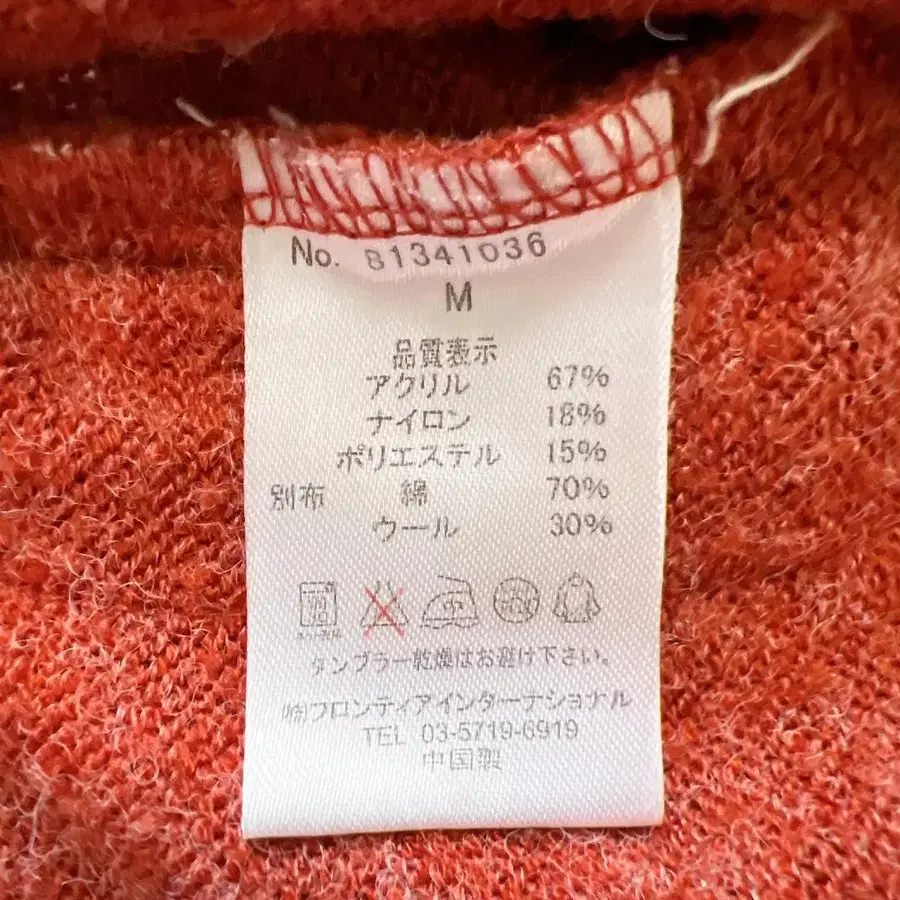 No. 81341036
M
品質表示
アクリル 67%
ナイロン 18%
ポリエステル 15%
別布 綿 70%
ウール 30%
中
タンブラー乾燥はお避け下さい。
㈱フロンティアインターナショナル
TEL 03-5719-6919
中国製